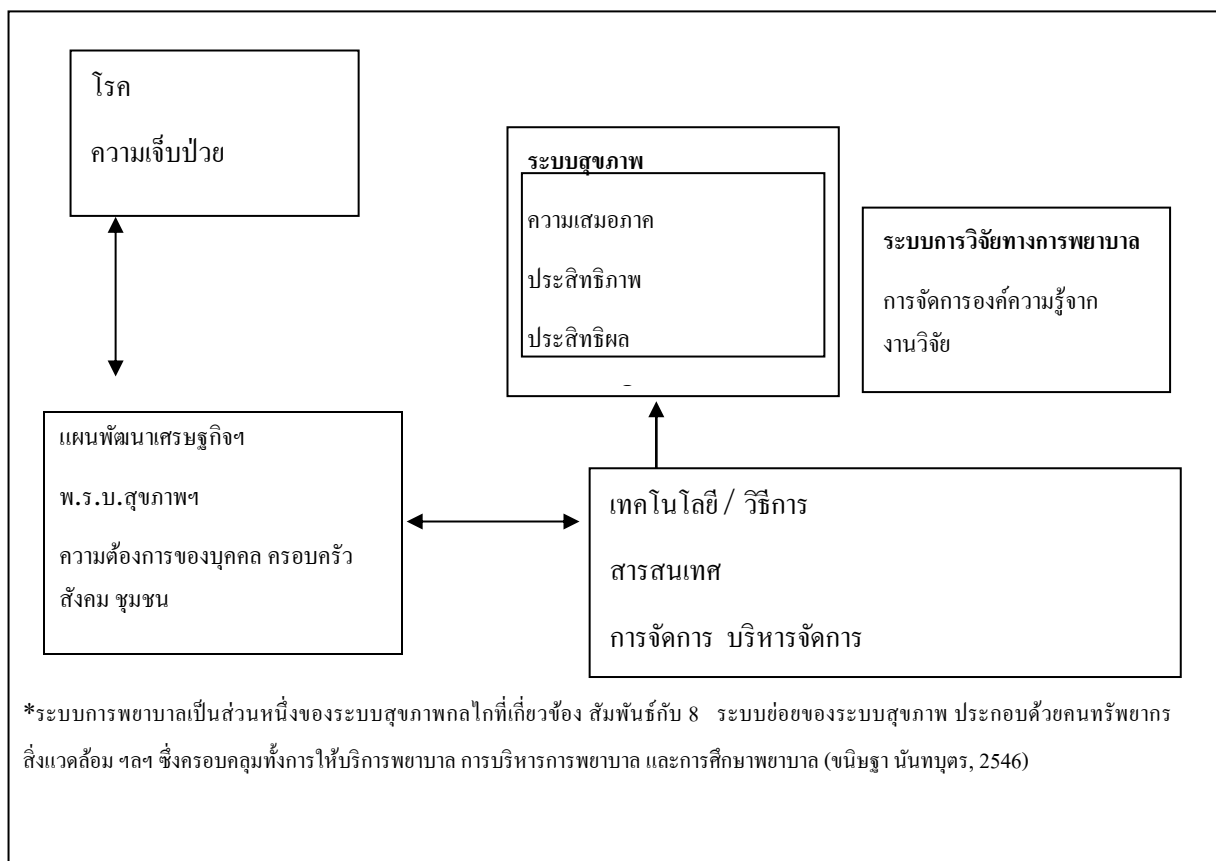 โรค
ความเจ็บป่วย
ระบบสุขภาพ
ความเสมอภาค
ประสิทธิภาพ
ประสิทธิผล
ระบบการวิจัยทางการพยาบาล
การจัดการองค์ความรู้จาก
งานวิจัย
แผนพัฒนาเศรษฐกิจฯ
พ.ร.บ.สุขภาพฯ
ความต้องการของบุคคล ครอบครัว
สังคม ชุมชน
เทคโนโลยี / วิธีการ
สารสนเทศ
การจัดการ บริหารจัดการ
*ระบบการพยาบาลเป็นส่วนหนึ่งของระบบสุขภาพกลไกที่เกี่ยวข้อง สัมพันธ์กับ 8 ระบบย่อยของระบบสุขภาพ ประกอบด้วยคนทรัพยากร
สิ่งแวดล้อม ฯลฯ ซึ่งครอบคลุมทั้งการให้บริการพยาบาล การบริหารการพยาบาล และการศึกษาพยาบาล (ขนิษฐา นันทบุตร, 2546)